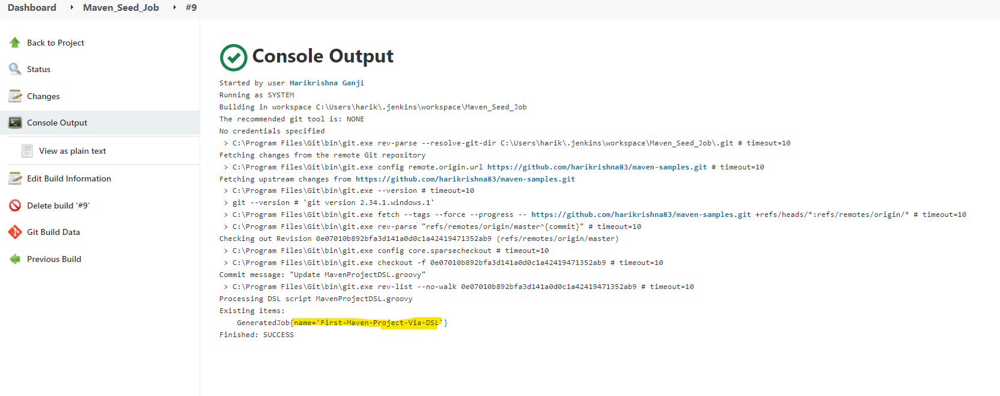 Dashboard ▸ Maven_Seed_Job ▸ #9
Back to Project
Status
Changes
Console Output
View as plain text
Edit Build Information
Delete build ‘#9’
Git Build Data
Previous Build
Console Output
Started by user Harikrishna Ganji
Running as SYSTEM
Building in workspace C:\Users\harik\.jenkins\workspace\Maven_Seed_Job
The recommended git tool is: NONE
No credentials specified
 > C:\Program Files\Git\bin\git.exe rev-parse --resolve-git-dir C:\Users\harik\.jenkins\workspace\Maven_Seed_Job\.git # timeout=10
Fetching changes from the remote Git repository
 > C:\Program Files\Git\bin\git.exe config remote.origin.url https://github.com/harikrishna83/maven-samples.git # timeout=10
Fetching upstream changes from https://github.com/harikrishna83/maven-samples.git
 > C:\Program Files\Git\bin\git.exe --version # timeout=10
 > git --version # 'git version 2.34.1.windows.1'
 > C:\Program Files\Git\bin\git.exe fetch --tags --force --progress -- https://github.com/harikrishna83/maven-samples.git +refs/heads/*:refs/remotes/origin/* # timeout=10
 > C:\Program Files\Git\bin\git.exe rev-parse "refs/remotes/origin/master^{commit}" # timeout=10
Checking out Revision 0e07010b892bfa3d141a0d0c1a42419471352ab9 (refs/remotes/origin/master)
 > C:\Program Files\Git\bin\git.exe config core.sparsecheckout # timeout=10
 > C:\Program Files\Git\bin\git.exe checkout -f 0e07010b892bfa3d141a0d0c1a42419471352ab9 # timeout=10
Commit message: "Update MavenProjectDSL.groovy"
 > C:\Program Files\Git\bin\git.exe rev-list --no-walk 0e07010b892bfa3d141a0d0c1a42419471352ab9 # timeout=10
Processing DSL script MavenProjectDSL.groovy
Existing items:
    GeneratedJob{name='First-Maven-Project-Via-DSL'}
Finished: SUCCESS